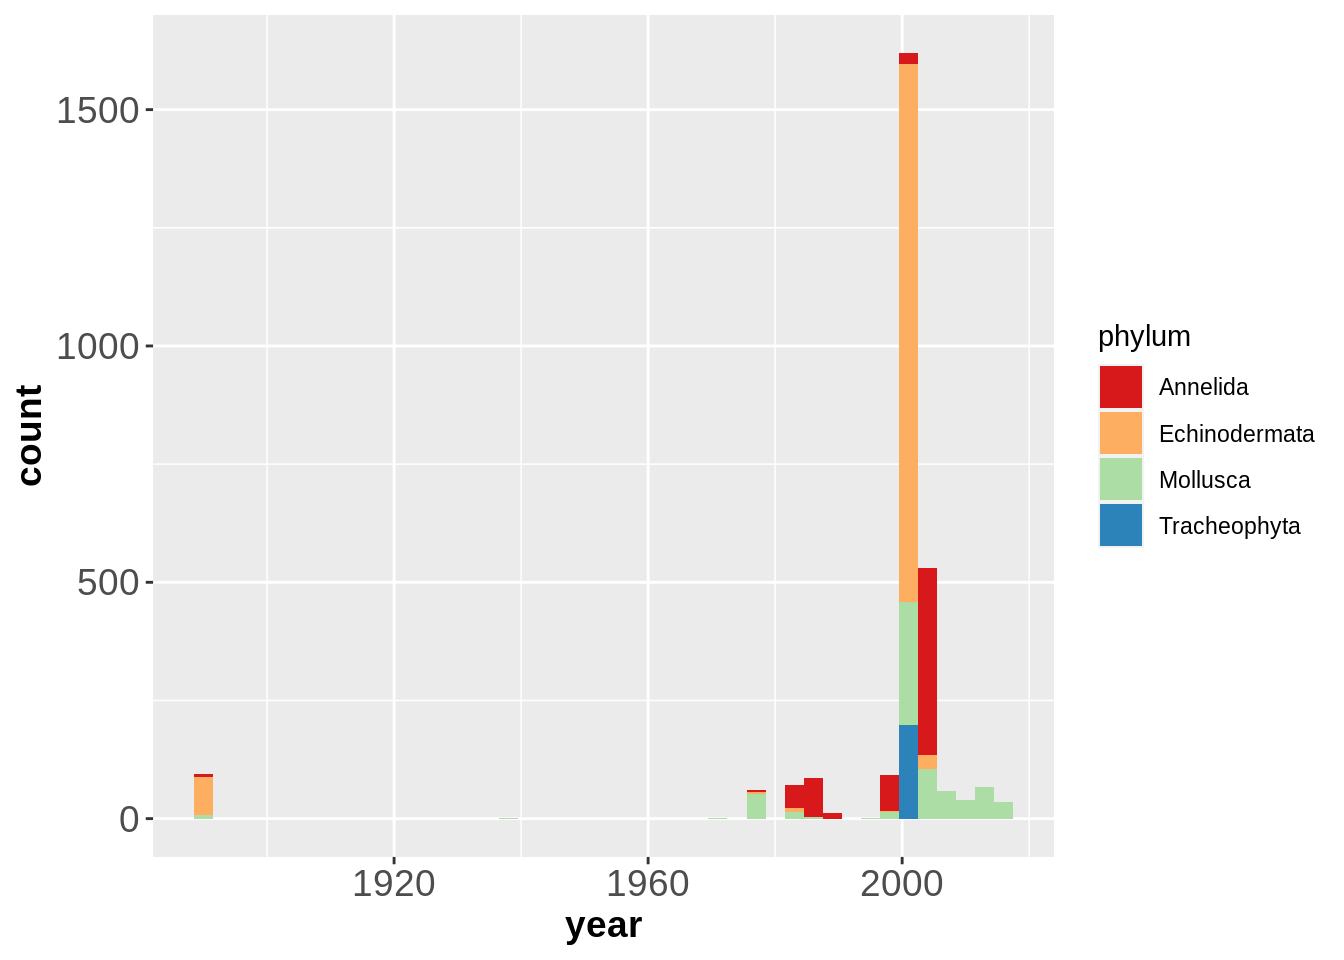 1500
1000
500
0
count
1920
1960
2000
year
phylum
Annelida
Echinodermata
Mollusca
Tracheophyta